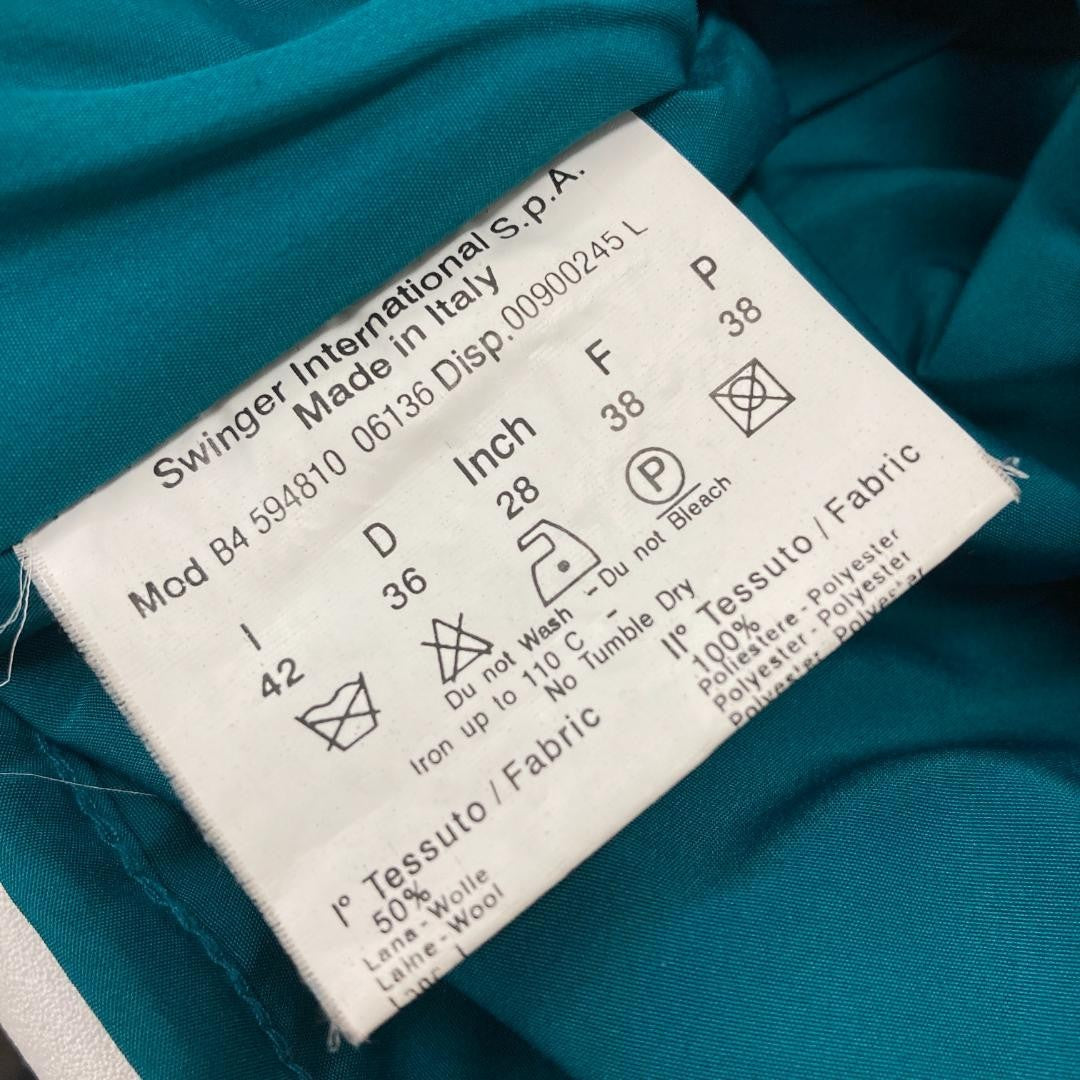 Swinger International S.p.A.
Made in Italy
Mod B4 594810 06136 Disp.00900245 L
I D Inch F P
42 36 28 38 38
P
Du not Wash - Du not Bleach
Iron up to 110 C -
No Tumble Dry
I° Tessuto / Fabric
50%
Lana - Wolle
Laine - Wool
II° Tessuto / Fabric
100%
Poliestere - Polyester
Polyester - Polyester